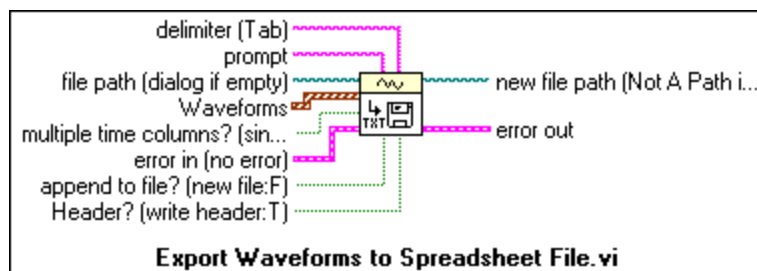 delimiter (Tab)
prompt
file path (dialog if empty)
new file path (Not A Path i...
Waveforms
multiple time columns? (sin...
TXT
error in (no error)
error out
append to file? (new file:F)
Header? (write header:T)
Export Waveforms to Spreadsheet File.vi